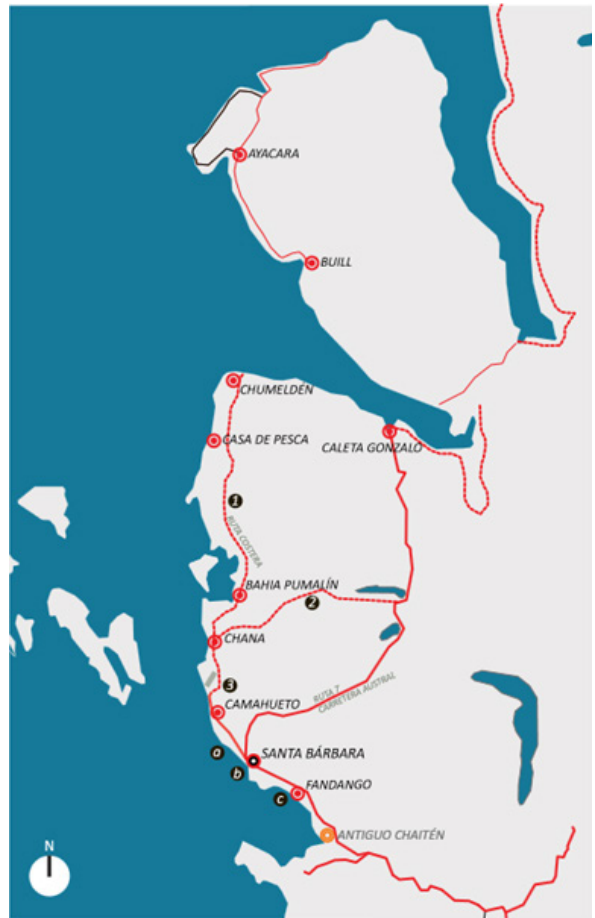 AYACARA
BUILL
CHUMELDÉN
CASA DE PESCA
CALETA GONZALO
1
RUTA COSTERA
BAHIA PUMALÍN
2
CHANA
3
RUTA 7
CARRETERA AUSTRAL
CAMAHUETO
a
SANTA BÁRBARA
b
FANDANGO
c
ANTIGUO CHAITÉN
N